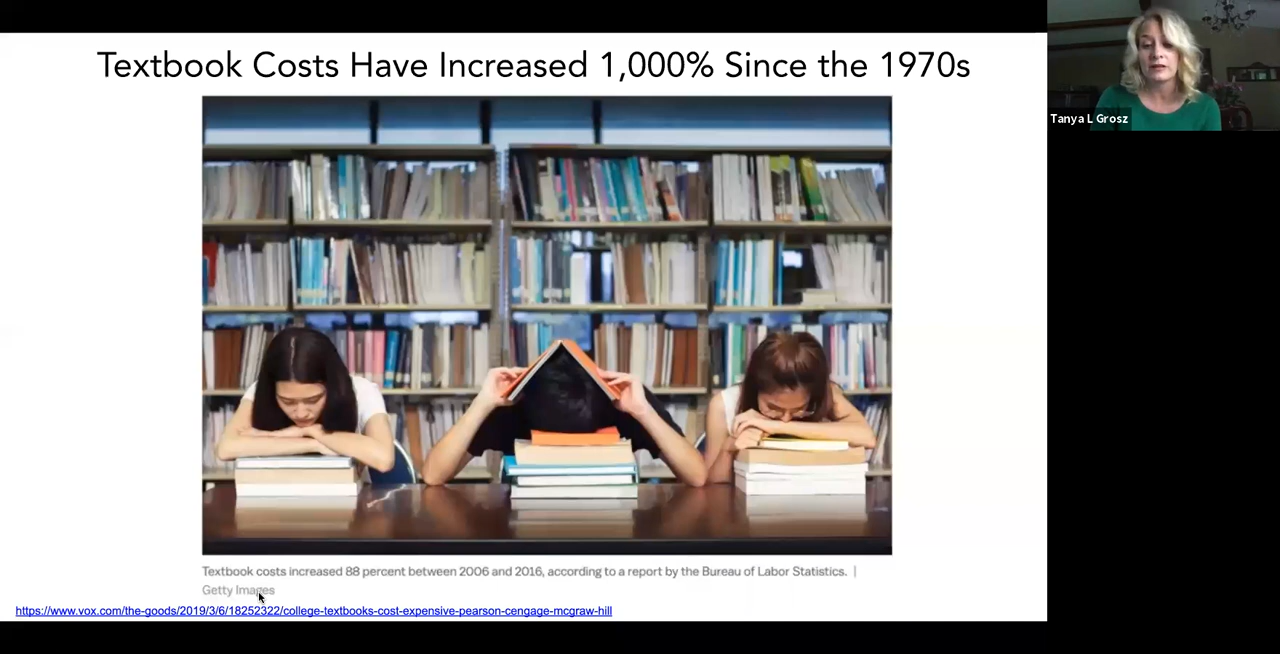 Textbook Costs Have Increased 1,000% Since the 1970s
Tanya L Grosz
Textbook costs increased 88 percent between 2006 and 2016, according to a report by the Bureau of Labor Statistics. |
Getty Images
https://www.vox.com/the-goods/2019/3/6/18252322/college-textbooks-cost-expensive-pearson-cengage-mcgraw-hill